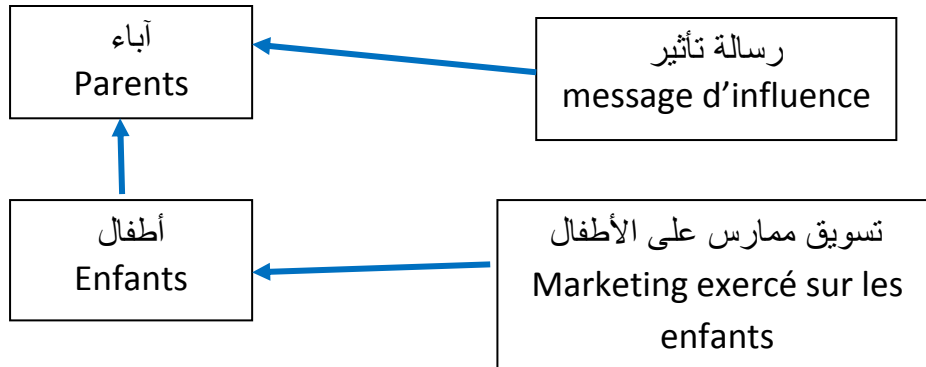 آباء
Parents
رسالة تأثير
message d’influence
أطفال
Enfants
تسويق ممارس على الأطفال
Marketing exercé sur les
enfants